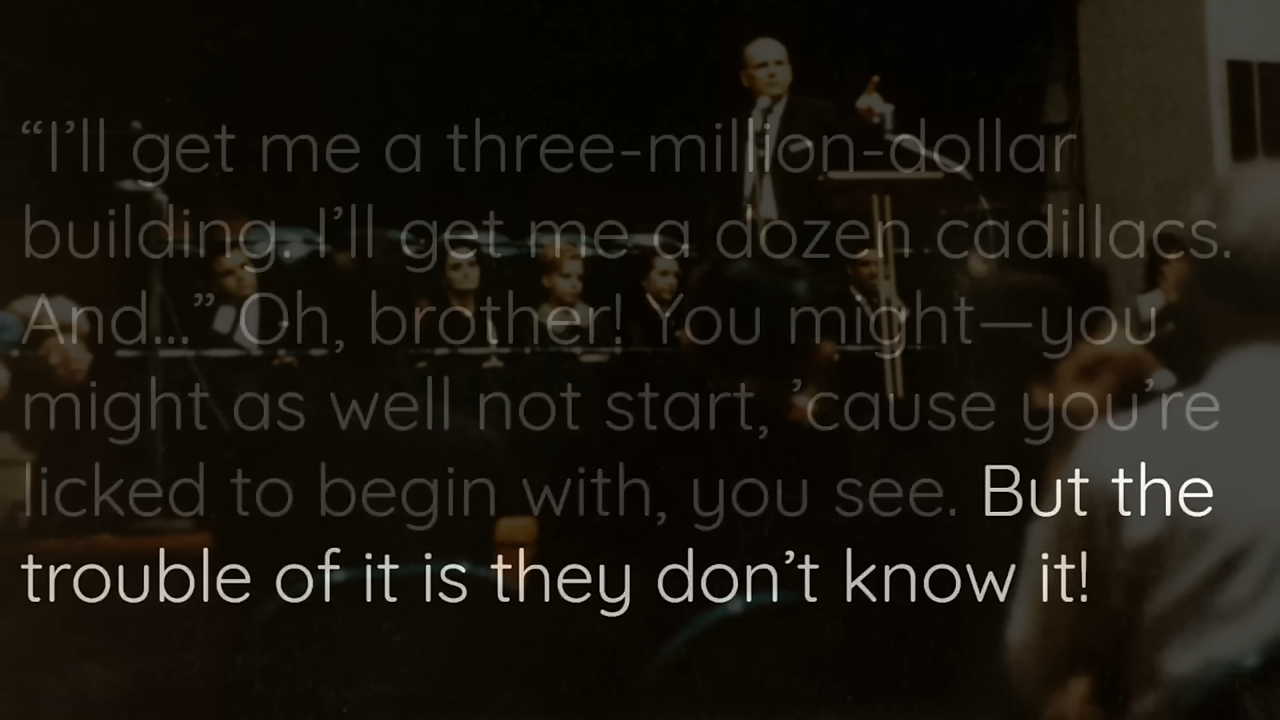 “I’ll get me a three-million-dollar
building. I’ll get me a dozen cadillacs.
And...” Oh, brother! You might—you
might as well not start, ’cause you’re
licked to begin with, you see. But the
trouble of it is they don’t know it!